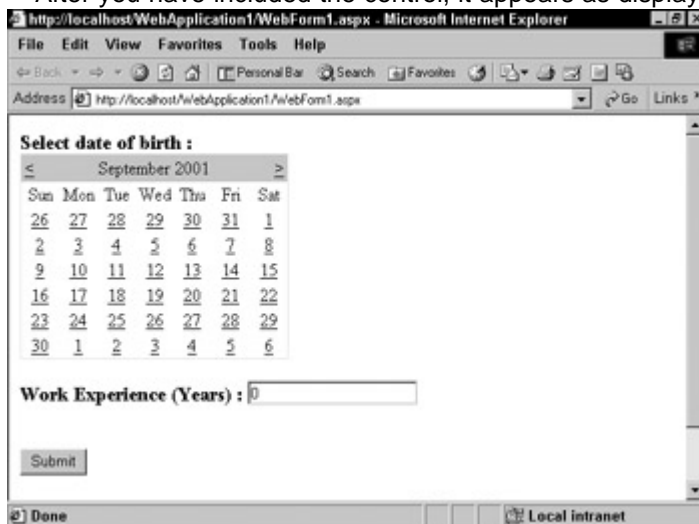 After you have included the control, it appears as display
http://localhost/WebApplication1/WebForm1.aspx - Microsoft Internet Explorer
File Edit View Favorites Tools Help
Back Personal Bar Search Favorites
Address http://localhost/WebApplication1/WebForm1.aspx Go Links
Select date of birth :
< September 2001 >
Sun Mon Tue Wed Thu Fri Sat
26 27 28 29 30 31 1
2 3 4 5 6 7 8
9 10 11 12 13 14 15
16 17 18 19 20 21 22
23 24 25 26 27 28 29
30 1 2 3 4 5 6
Work Experience (Years) : 0
Submit
Done Local intranet